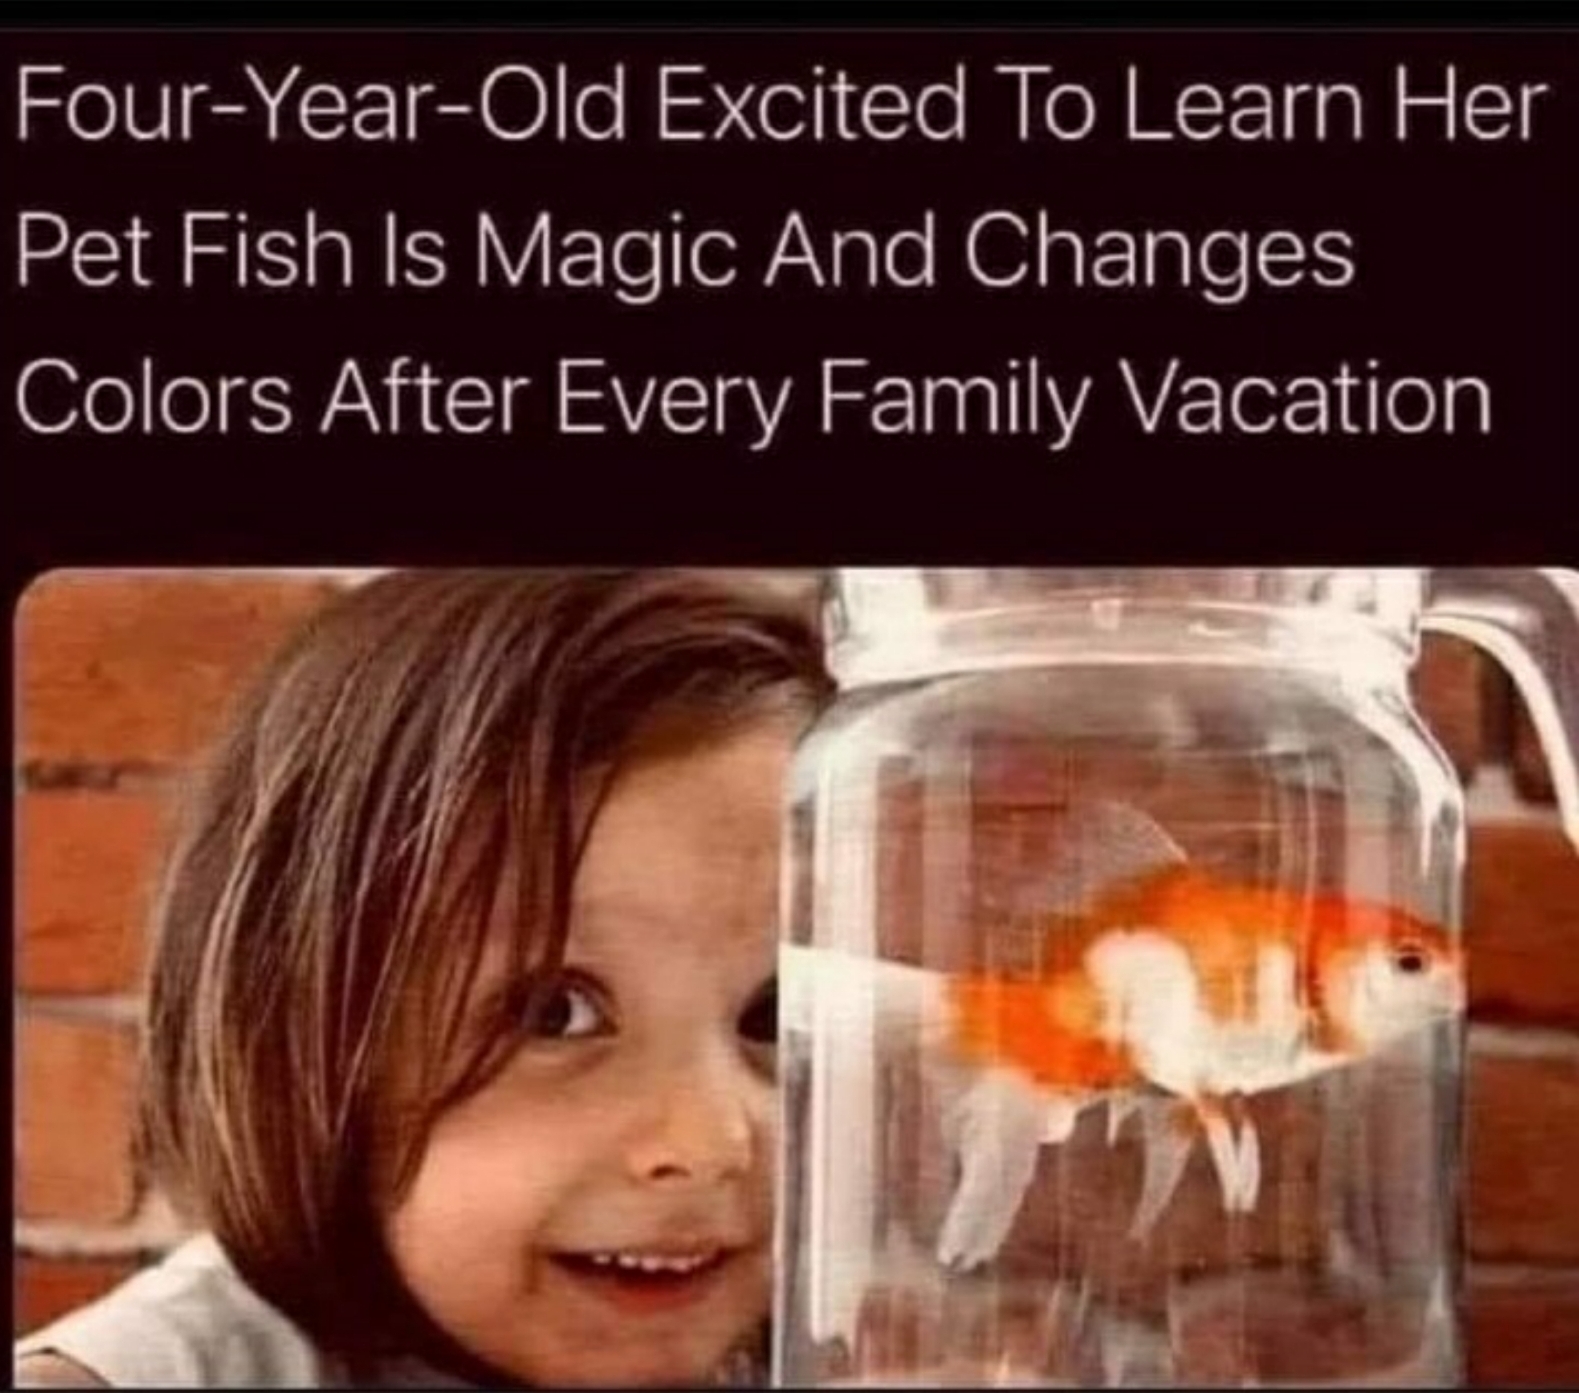 Four-Year-Old Excited To Learn Her
Pet Fish Is Magic And Changes
Colors After Every Family Vacation